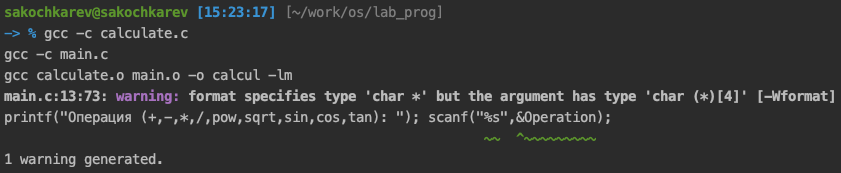 sakochkarev@sakochkarev [15:23:17] [~/work/os/lab_prog]
-> % gcc -c calculate.c
gcc -c main.c
gcc calculate.o main.o -o calcul -lm
main.c:13:73: warning: format specifies type 'char *' but the argument has type 'char (*)[4]' [-Wformat]
printf("Операция (+,-,*,/,pow,sqrt,sin,cos,tan): "); scanf("%s",&Operation);
~~ ^~~~~~~~~~
1 warning generated.